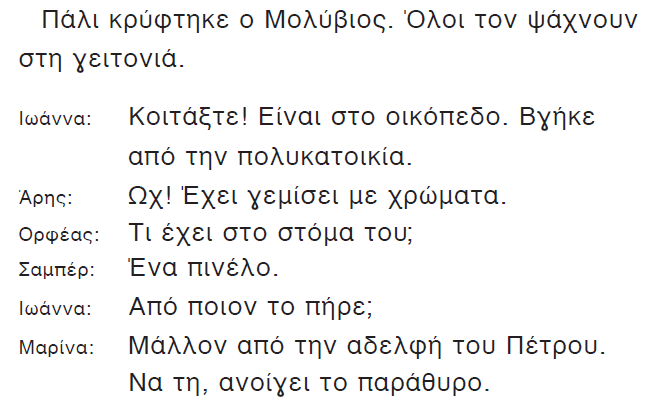 Πάλι κρύφτηκε ο Μολύβιος. Όλοι τον ψάχνουν
στη γειτονιά.
Ιωάννα: Κοιτάξτε! Είναι στο οικόπεδο. Βγήκε
από την πολυκατοικία.
Άρης: Ωχ! Έχει γεμίσει με χρώματα.
Ορφέας: Τι έχει στο στόμα του;
Σαμπέρ: Ένα πινέλο.
Ιωάννα: Από ποιον το πήρε;
Μαρίνα: Μάλλον από την αδελφή του Πέτρου.
Να τη, ανοίγει το παράθυρο.